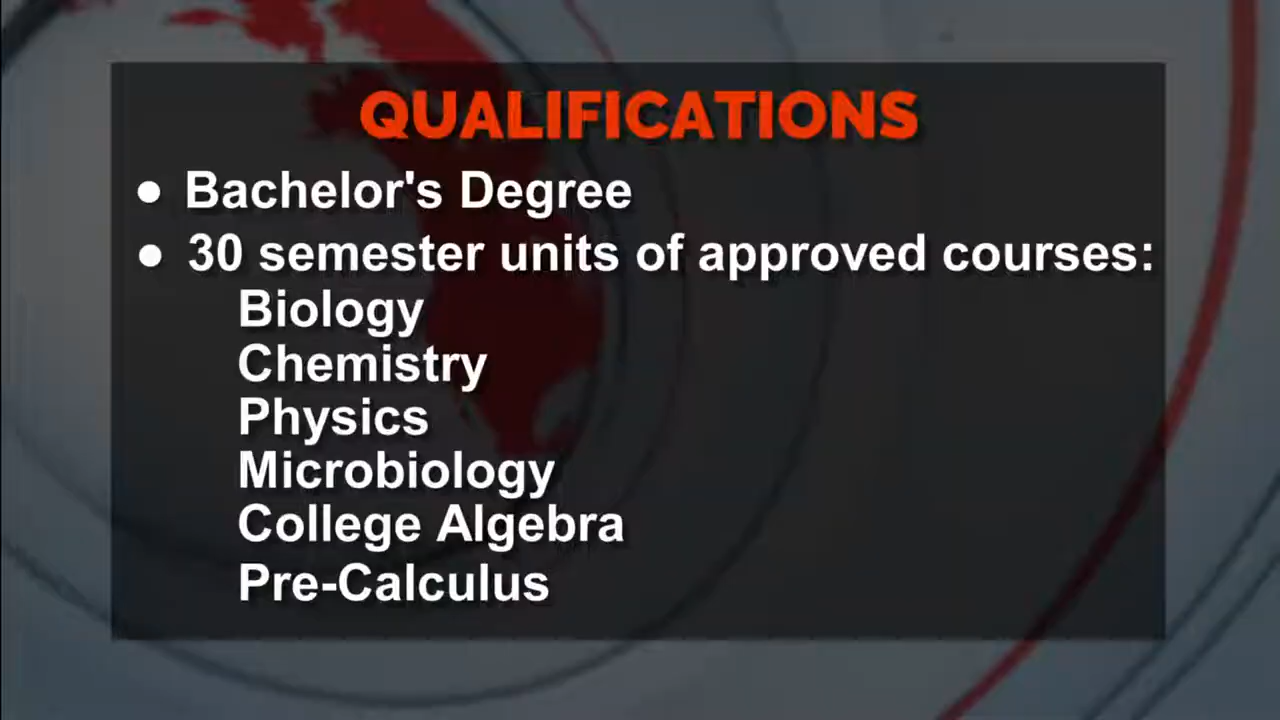 QUALIFICATIONS
● Bachelor's Degree
● 30 semester units of approved courses:
Biology
Chemistry
Physics
Microbiology
College Algebra
Pre-Calculus